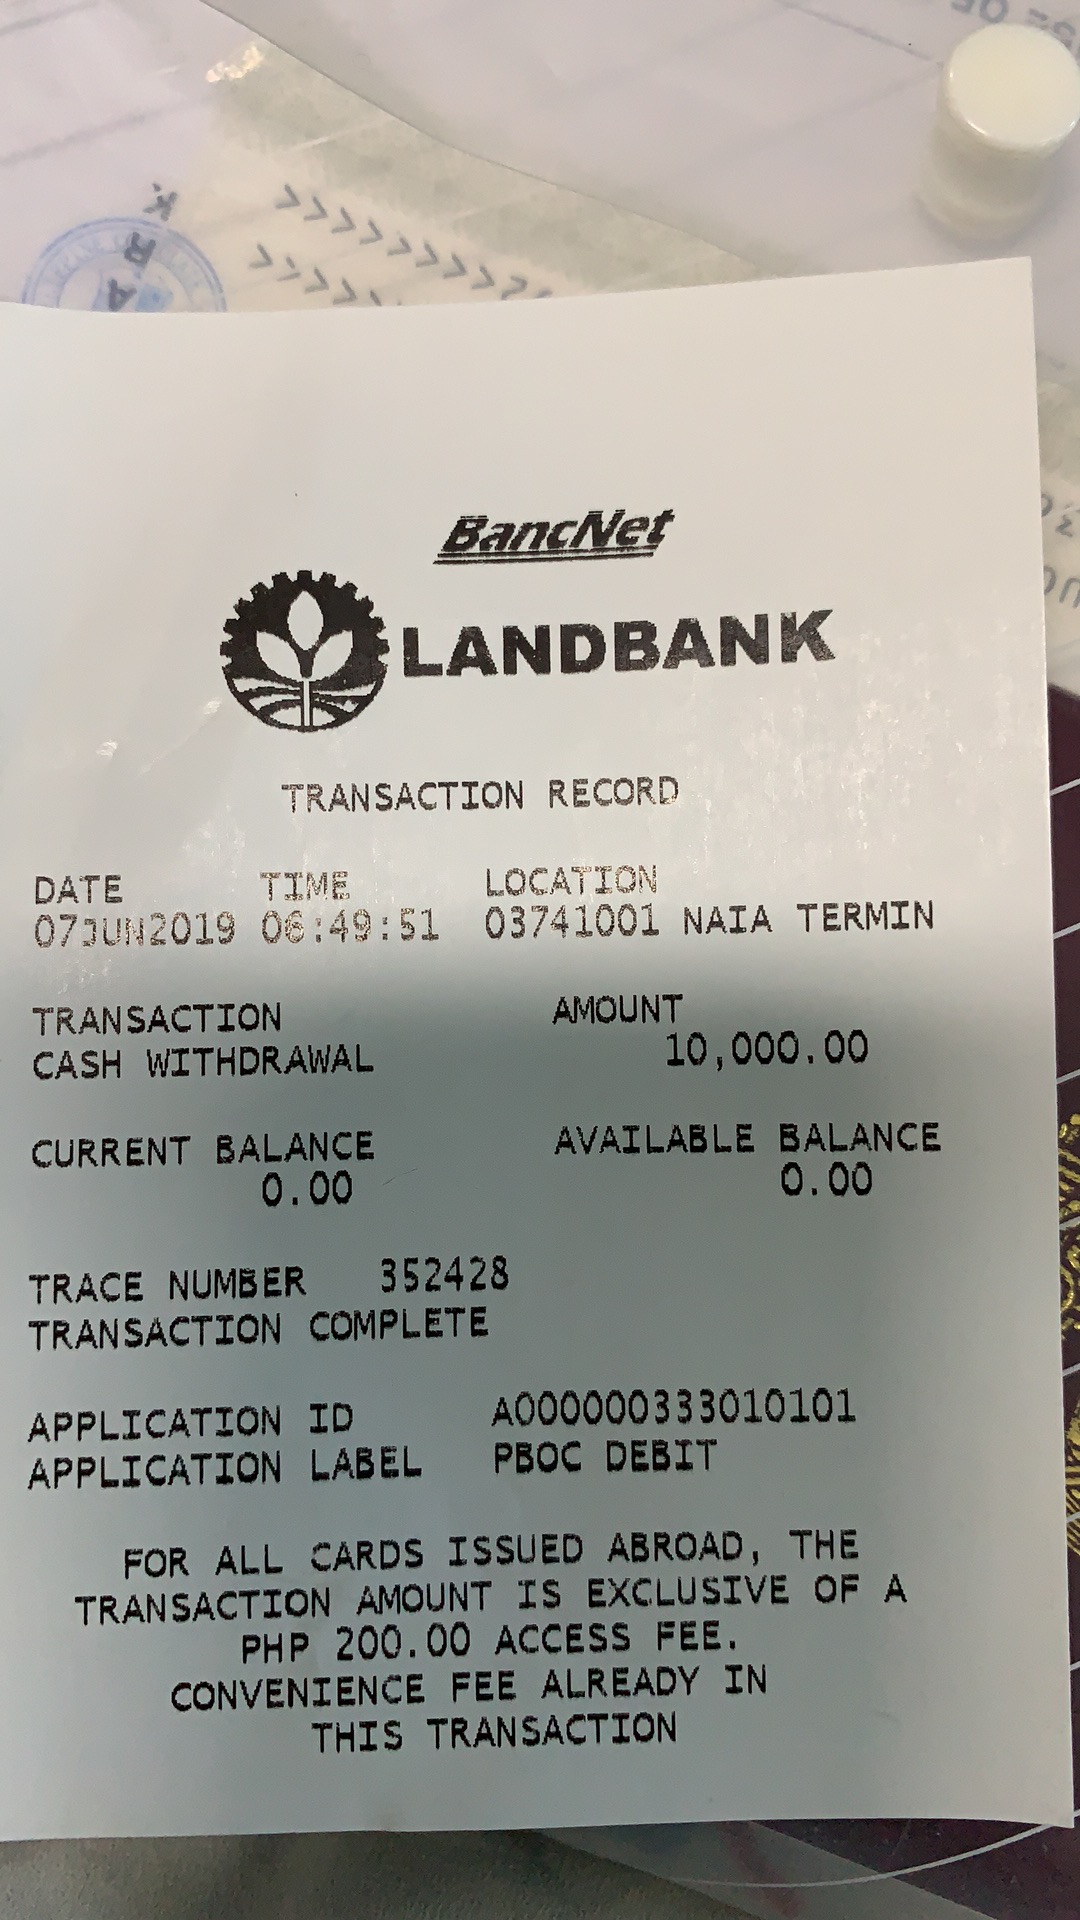 BancNet
LANDBANK
TRANSACTION RECORD
DATE TIME LOCATION
07JUN2019 06:49:51 03741001 NAIA TERMIN
TRANSACTION AMOUNT
CASH WITHDRAWAL 10,000.00
CURRENT BALANCE AVAILABLE BALANCE
0.00 0.00
TRACE NUMBER 352428
TRANSACTION COMPLETE
APPLICATION ID A000000333010101
APPLICATION LABEL PBOC DEBIT
FOR ALL CARDS ISSUED ABROAD, THE
TRANSACTION AMOUNT IS EXCLUSIVE OF A
PHP 200.00 ACCESS FEE.
CONVENIENCE FEE ALREADY IN
THIS TRANSACTION